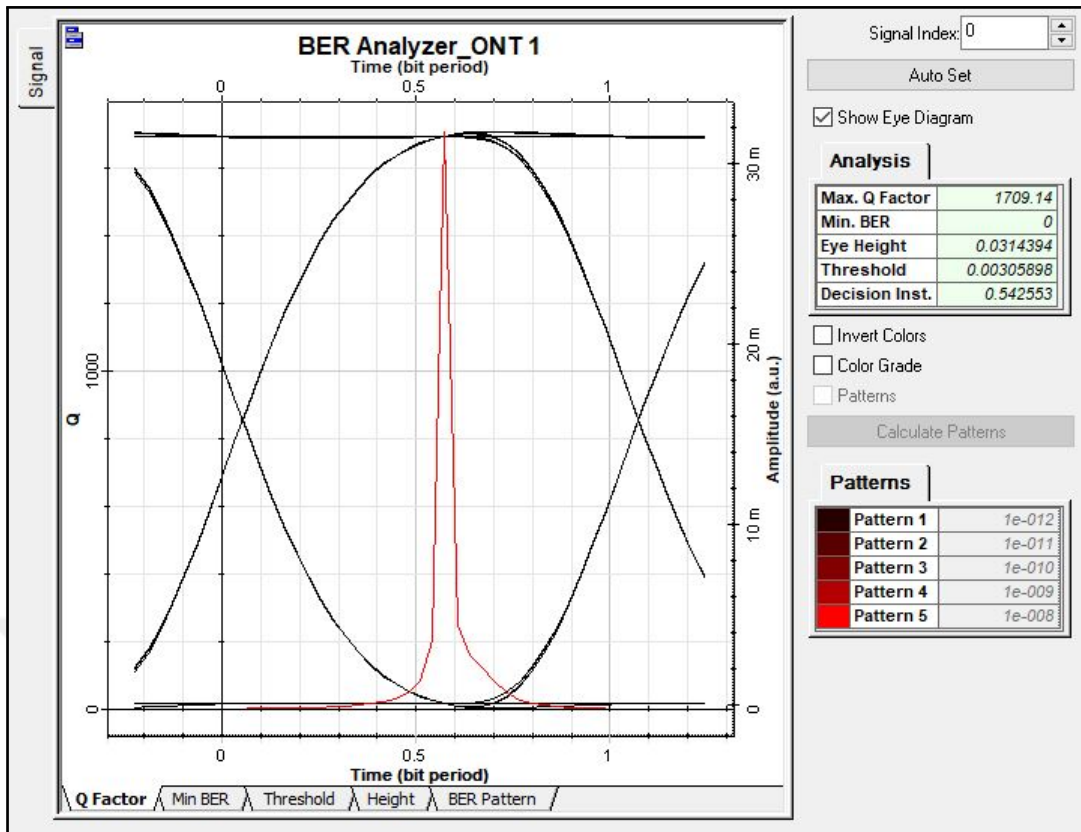 Signal
BER Analyzer_ONT 1
Time (bit period)
0 0.5 1
Q
0 1000
Amplitude (a.u.)
0 10 m 20 m 30 m
0 0.5 1
Time (bit period)
Q Factor Min BER Threshold Height BER Pattern
Signal Index: 0
Auto Set
Show Eye Diagram
Analysis
Max. Q Factor 1709.14
Min. BER 0
Eye Height 0.0314394
Threshold 0.00305898
Decision Inst. 0.542553
Invert Colors
Color Grade
Patterns
Calculate Patterns
Patterns
Pattern 1 1e-012
Pattern 2 1e-011
Pattern 3 1e-010
Pattern 4 1e-009
Pattern 5 1e-008